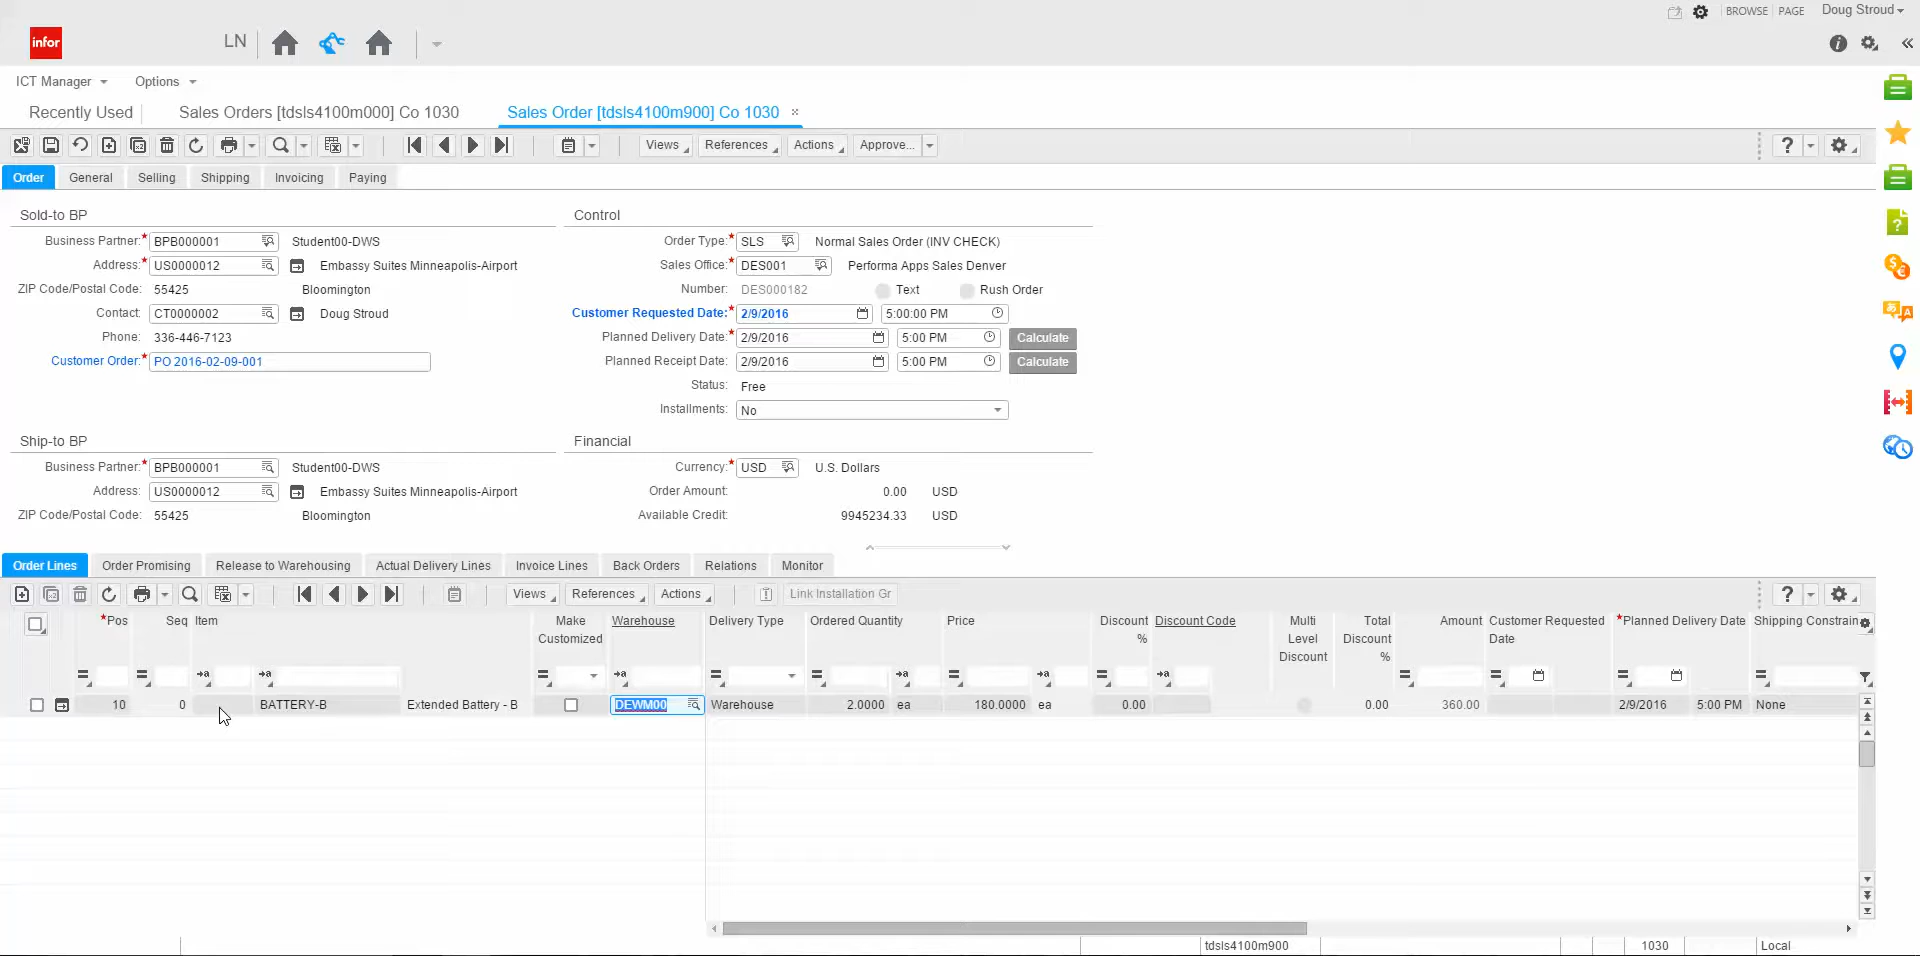 BROWSE PAGE Doug Stroud
infor LN
ICT Manager Options
Recently Used Sales Orders [tdsls4100m000] Co 1030 Sales Order [tdsls4100m900] Co 1030 ×
Views References Actions Approve... ?
Order General Selling Shipping Invoicing Paying
Sold-to BP
Business Partner:* BPB000001 Student00-DWS
Address:* US0000012 Embassy Suites Minneapolis-Airport
ZIP Code/Postal Code: 55425 Bloomington
Contact: CT0000002 Doug Stroud
Phone: 336-446-7123
Customer Order:* PO 2016-02-09-001
Control
Order Type:* SLS Normal Sales Order (INV CHECK)
Sales Office:* DES001 Performa Apps Sales Denver
Number: DES000182 Text Rush Order
Customer Requested Date:* 2/9/2016 5:00:00 PM
Planned Delivery Date:* 2/9/2016 5:00 PM Calculate
Planned Receipt Date: 2/9/2016 5:00 PM Calculate
Status: Free
Installments: No
Ship-to BP
Business Partner:* BPB000001 Student00-DWS
Address:* US0000012 Embassy Suites Minneapolis-Airport
ZIP Code/Postal Code: 55425 Bloomington
Financial
Currency:* USD U.S. Dollars
Order Amount: 0.00 USD
Available Credit: 9945234.33 USD
Order Lines Order Promising Release to Warehousing Actual Delivery Lines Invoice Lines Back Orders Relations Monitor
Views References Actions Link Installation Gr ?
*Pos Seq Item Make Customized Warehouse Delivery Type Ordered Quantity Price Discount % Discount Code Multi Level Discount Total Discount % Amount Customer Requested Date *Planned Delivery Date Shipping Constrain
10 0 BATTERY-B Extended Battery - B DEWM00 Warehouse 2.0000 ea 180.0000 ea 0.00 0.00 360.00 2/9/2016 5:00 PM None
tdsls4100m900 1030 Local